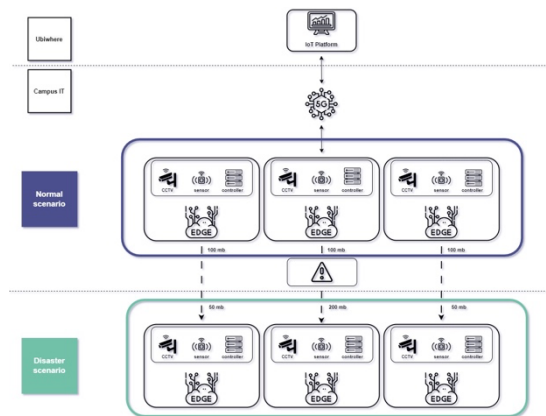 Ubiwhere
IoT Platform
Campus IT
5G
Normal
scenario
CCTV sensor controller
EDGE
CCTV sensor controller
EDGE
CCTV sensor controller
EDGE
100 mb.
100 mb.
100 mb.
50 mb.
200 mb.
50 mb.
Disaster
scenario
CCTV sensor controller
EDGE
CCTV sensor controller
EDGE
CCTV sensor controller
EDGE